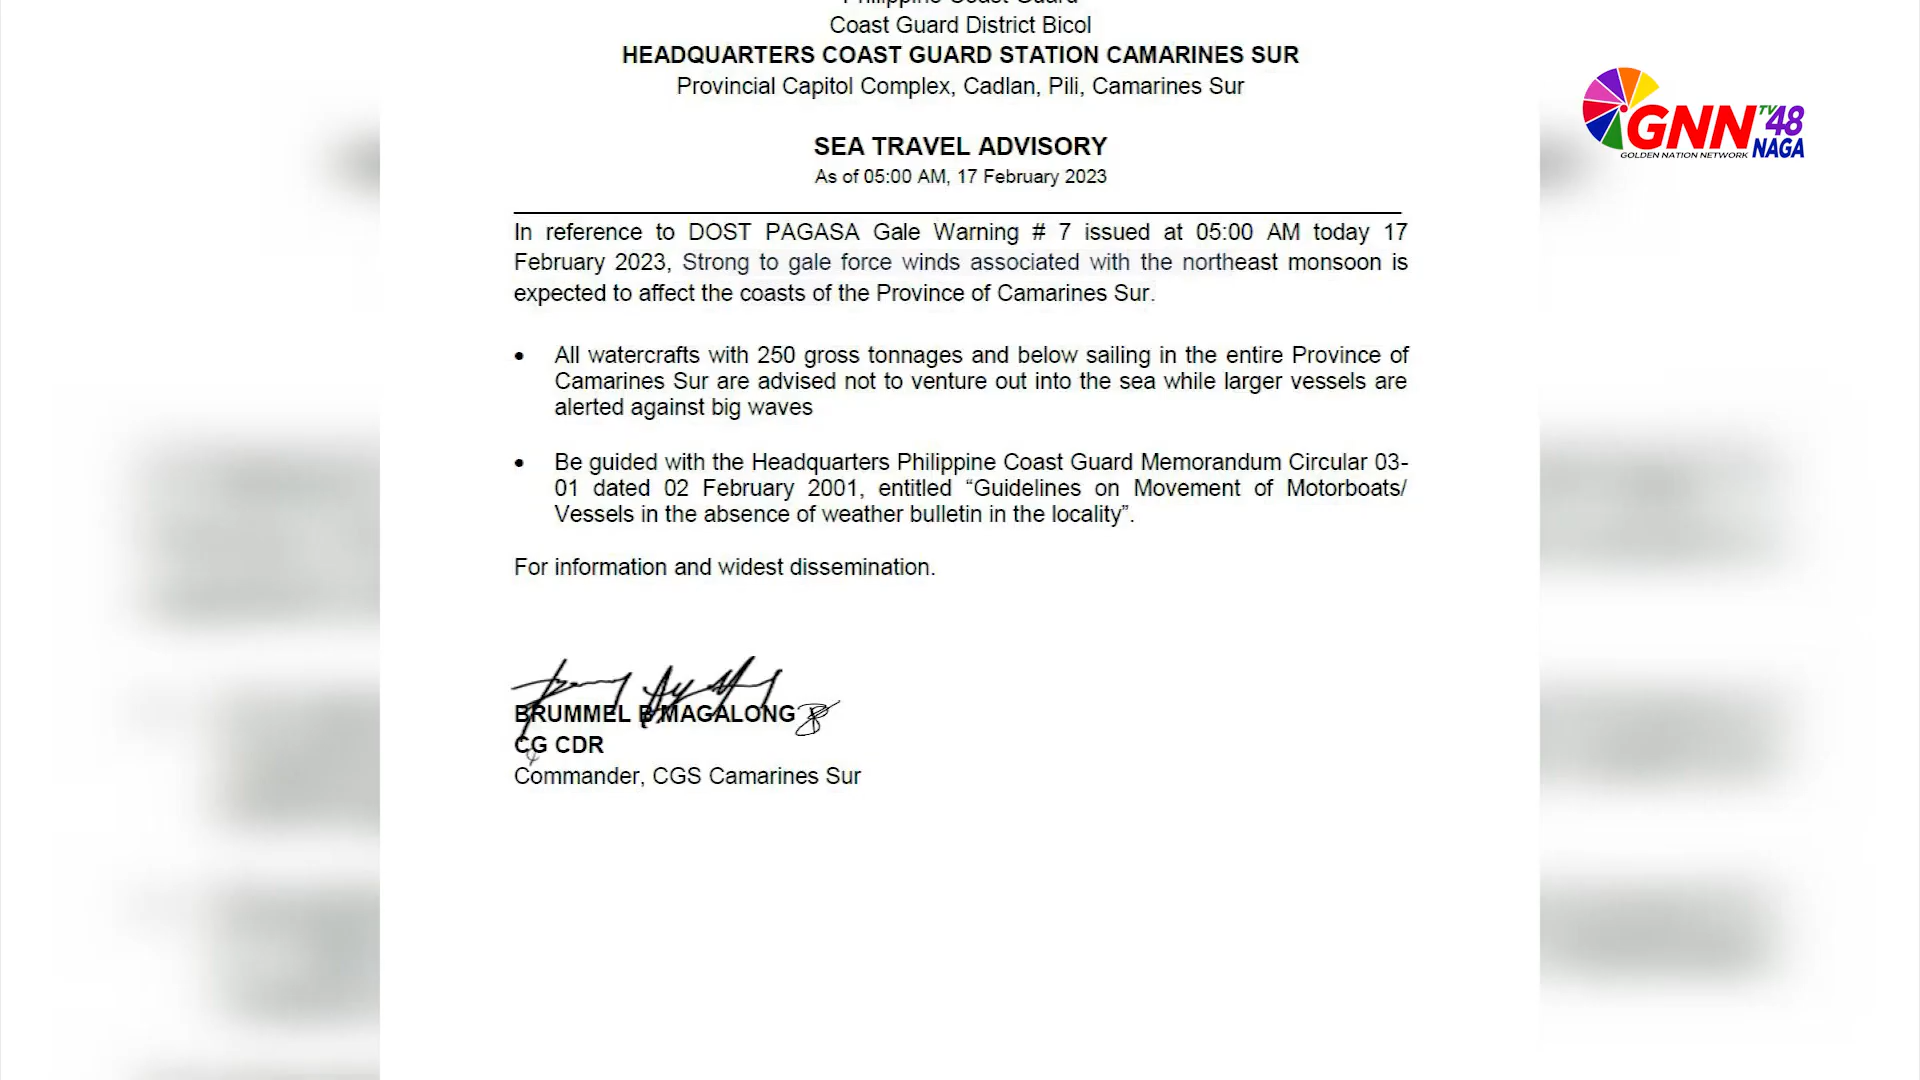 Philippine Coast Guard
Coast Guard District Bicol
HEADQUARTERS COAST GUARD STATION CAMARINES SUR
Provincial Capitol Complex, Cadlan, Pili, Camarines Sur
SEA TRAVEL ADVISORY
As of 05:00 AM, 17 February 2023
In reference to DOST PAGASA Gale Warning # 7 issued at 05:00 AM today 17
February 2023, Strong to gale force winds associated with the northeast monsoon is
expected to affect the coasts of the Province of Camarines Sur.
• All watercrafts with 250 gross tonnages and below sailing in the entire Province of
Camarines Sur are advised not to venture out into the sea while larger vessels are
alerted against big waves
• Be guided with the Headquarters Philippine Coast Guard Memorandum Circular 03-
01 dated 02 February 2001, entitled “Guidelines on Movement of Motorboats/
Vessels in the absence of weather bulletin in the locality”.
For information and widest dissemination.
BRUMMEL B MAGALONG
CG CDR
Commander, CGS Camarines Sur
GNN TV 48
GOLDEN NATION NETWORK NAGA